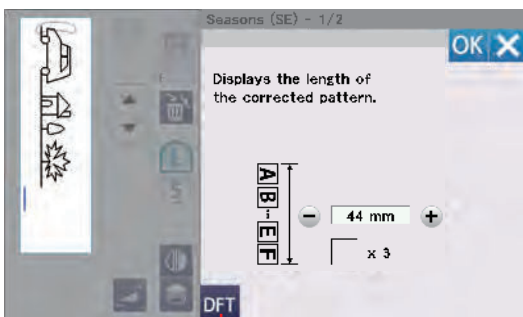 Seasons (SE) - 1/2
OK
Displays the length of
the corrected pattern.
A
B
E
F
44 mm
x 3
L
S
DFT